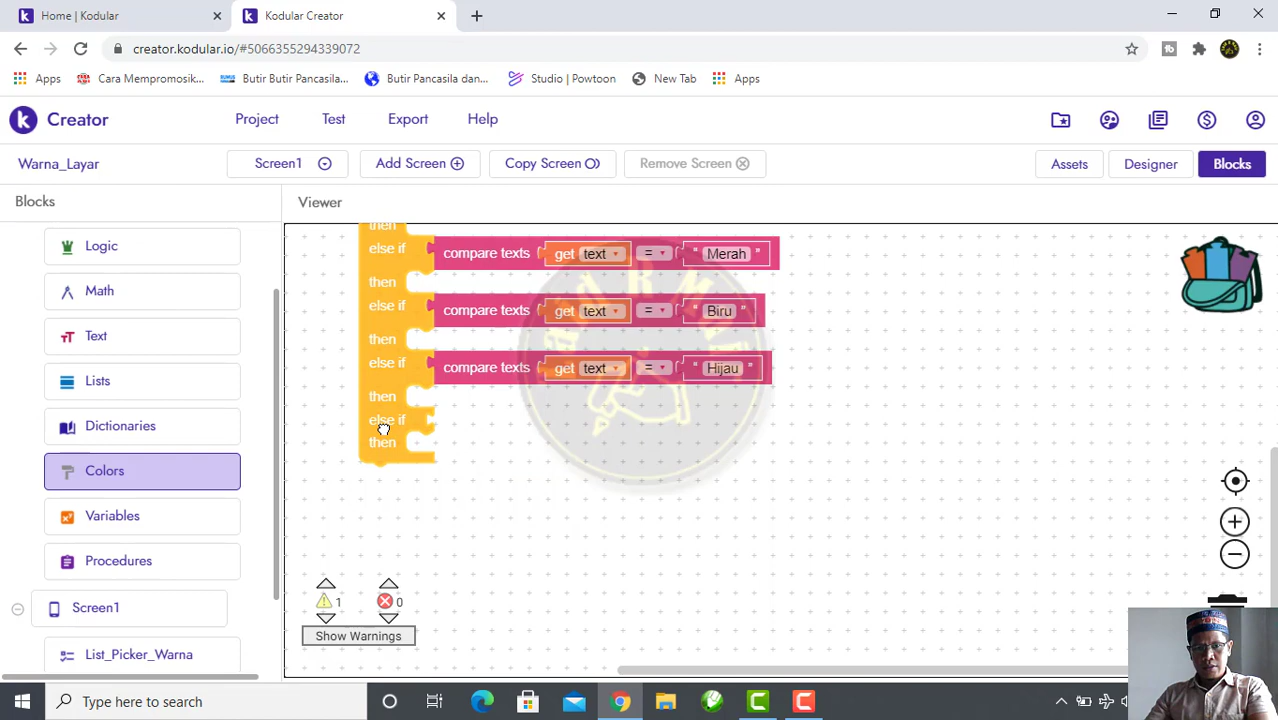 Home | Kodular
Kodular Creator
creator.kodular.io/#5066355294339072
Apps
Cara Mempromosik...
Butir Butir Pancasila...
Butir Pancasila dan...
Studio | Powtoon
New Tab
Apps
Creator
Project
Test
Export
Help
Warna_Layar
Screen1
Add Screen
Copy Screen
Remove Screen
Assets
Designer
Blocks
Blocks
Viewer
Logic
Math
Text
Lists
Dictionaries
Colors
Variables
Procedures
Screen1
List_Picker_Warna
then
else if compare texts get text = " Merah "
then
else if compare texts get text = " Biru "
then
else if compare texts get text = " Hijau "
then
else if
then
1
0
Show Warnings
Type here to search